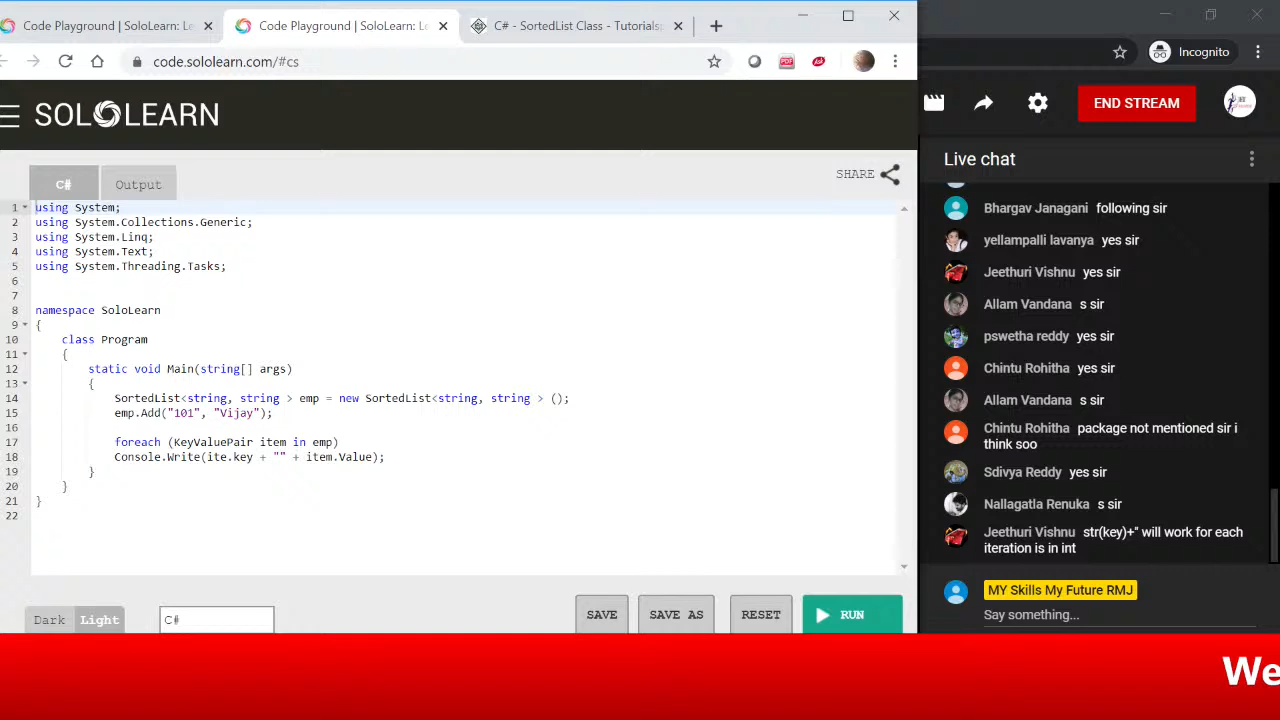 Code Playground | SoloLearn: Le
Code Playground | SoloLearn: Le
C# - SortedList Class - Tutorials
code.sololearn.com/#cs
Incognito
SOLOLEARN
END STREAM
C#
Output
SHARE
Live chat
1 using System;
2 using System.Collections.Generic;
3 using System.Linq;
4 using System.Text;
5 using System.Threading.Tasks;
6
7
8 namespace SoloLearn
9 {
10 class Program
11 {
12 static void Main(string[] args)
13 {
14 SortedList<string, string > emp = new SortedList<string, string > ();
15 emp.Add("101", "Vijay");
16
17 foreach (KeyValuePair item in emp)
18 Console.Write(ite.key + "" + item.Value);
19 }
20 }
21 }
22
Bhargav Janagani following sir
yellampalli lavanya yes sir
Jeethuri Vishnu yes sir
Allam Vandana s sir
pswetha reddy yes sir
Chintu Rohitha yes sir
Allam Vandana s sir
Chintu Rohitha package not mentioned sir i
think soo
Sdivya Reddy yes sir
Nallagatla Renuka s sir
Jeethuri Vishnu str(key)+" will work for each
iteration is in int
MY Skills My Future RMJ
Say something...
Dark Light
C#
SAVE
SAVE AS
RESET
RUN
We